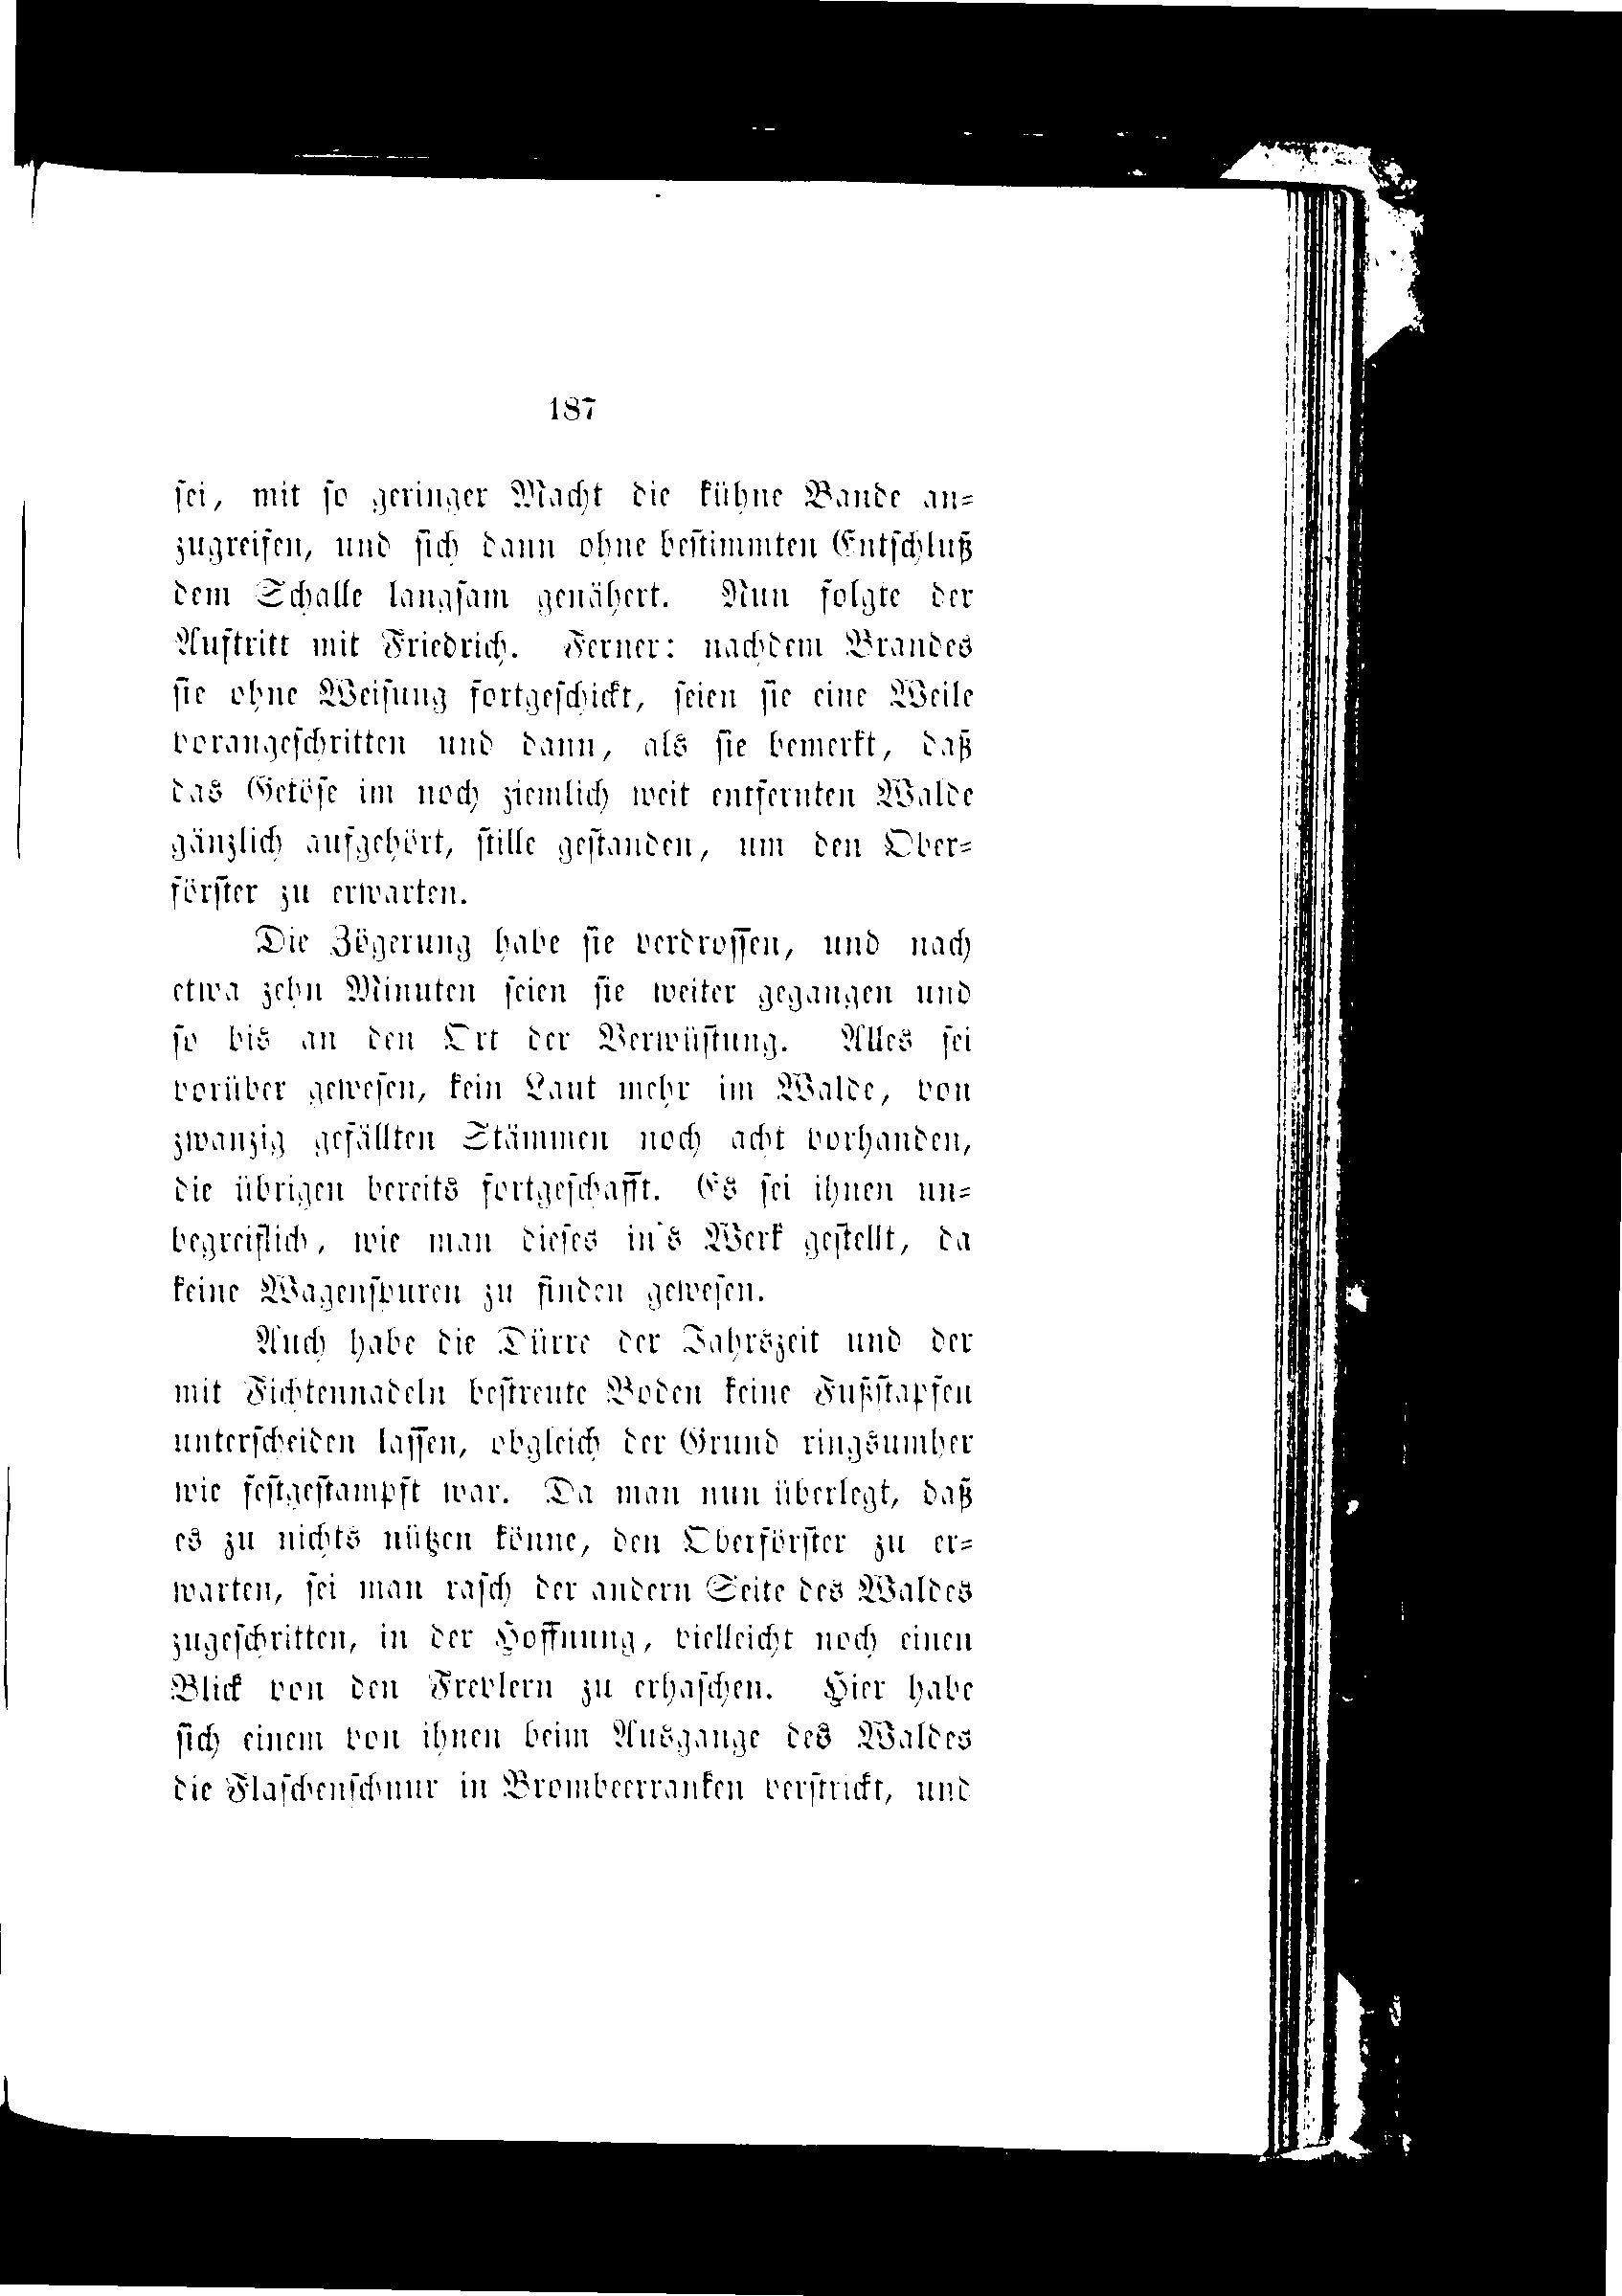 187
sei, mit so geringer Macht die kühne Bande an-
zugreifen, und sich dann ohne bestimmten Entschluß
dem Schalle langsam genähert. Nun folgte der
Auftritt mit Friedrich. Ferner: nachdem Brandes
sie ohne Weisung fortgeschickt, seien sie eine Weile
vorangeschritten und dann, als sie bemerkt, daß
das Getöse im noch ziemlich weit entfernten Walde
gänzlich aufgehört, stille gestanden, um den Ober-
förster zu erwarten.
Die Zögerung habe sie verdrossen, und nach
etwa zehn Minuten seien sie weiter gegangen und
so bis an den Ort der Verwüstung. Alles sei
vorüber gewesen, kein Laut mehr im Walde, von
zwanzig gefällten Stämmen noch acht vorhanden,
die übrigen bereits fortgeschafft. Es sei ihnen un-
begreiflich, wie man dieses in's Werk gestellt, da
keine Wagenspuren zu finden gewesen.
Auch habe die Dürre der Jahrszeit und der
mit Fichtennadeln bestreute Boden keine Fußstapfen
unterscheiden lassen, obgleich der Grund ringsumher
wie festgestampft war. Da man nun überlegt, daß
es zu nichts nützen könne, den Oberförster zu er-
warten, sei man rasch der andern Seite des Waldes
zugeschritten, in der Hoffnung, vielleicht noch einen
Blick von den Frevlern zu erhaschen. Hier habe
sich einem von ihnen beim Ausgange des Waldes
die Flaschenschnur in Brombeerranken verstrickt, und